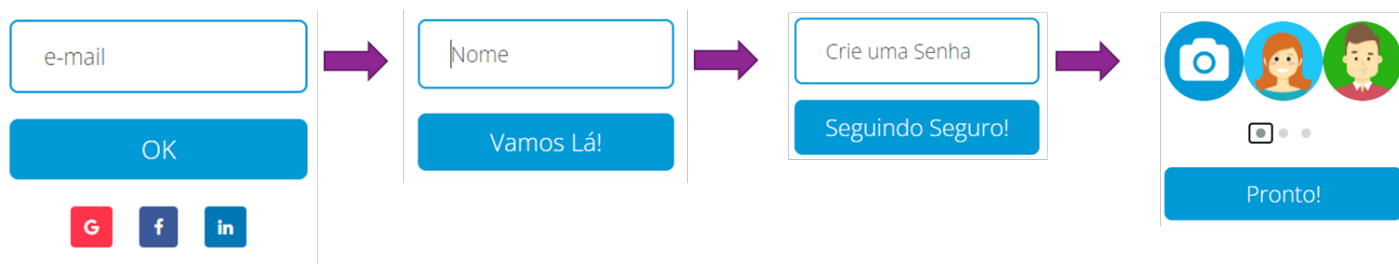 e-mail
OK
G f in
Nome
Vamos Lá!
Crie uma Senha
Seguindo Seguro!
Pronto!